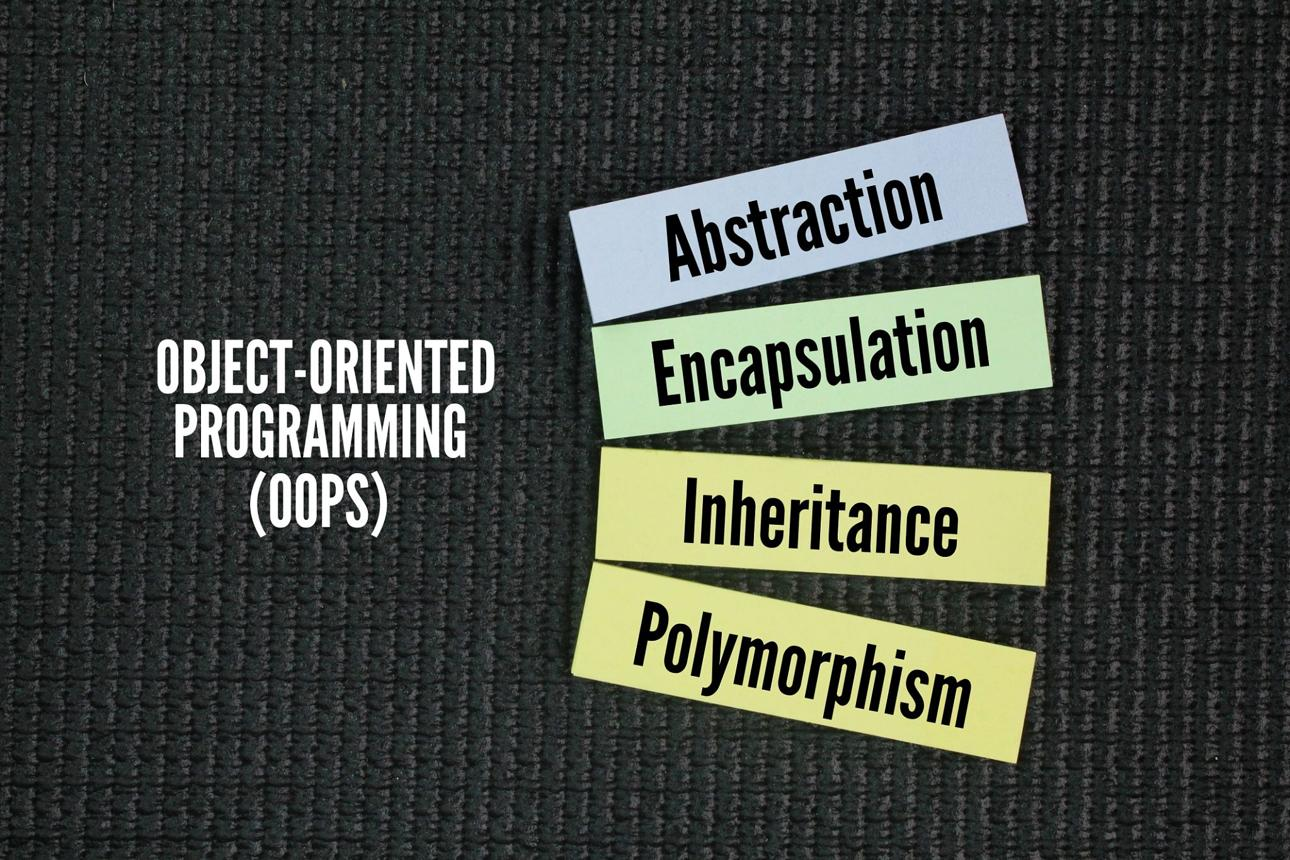 OBJECT-ORIENTED
PROGRAMMING
(OOPS)
Abstraction
Encapsulation
Inheritance
Polymorphism